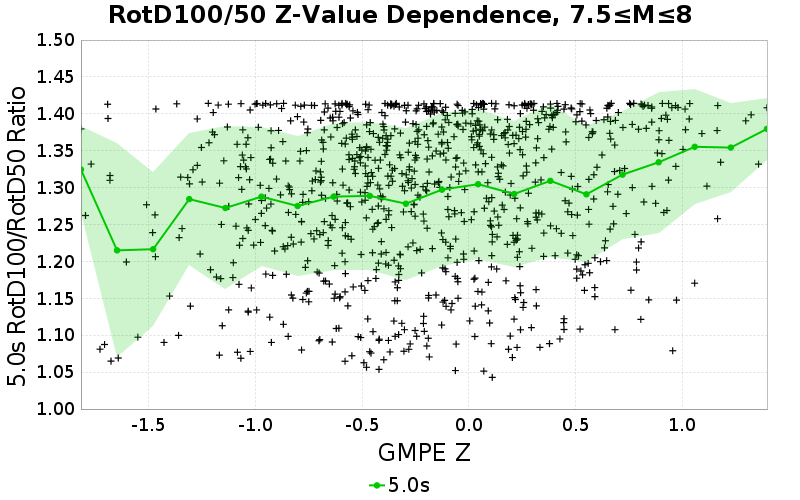 RotD100/50 Z-Value Dependence, 7.5≤M≤8
5.0s RotD100/RotD50 Ratio
1.50
1.45
1.40
1.35
1.30
1.25
1.20
1.15
1.10
1.05
1.00
-1.5 -1.0 -0.5 0.0 0.5 1.0
GMPE Z
5.0s